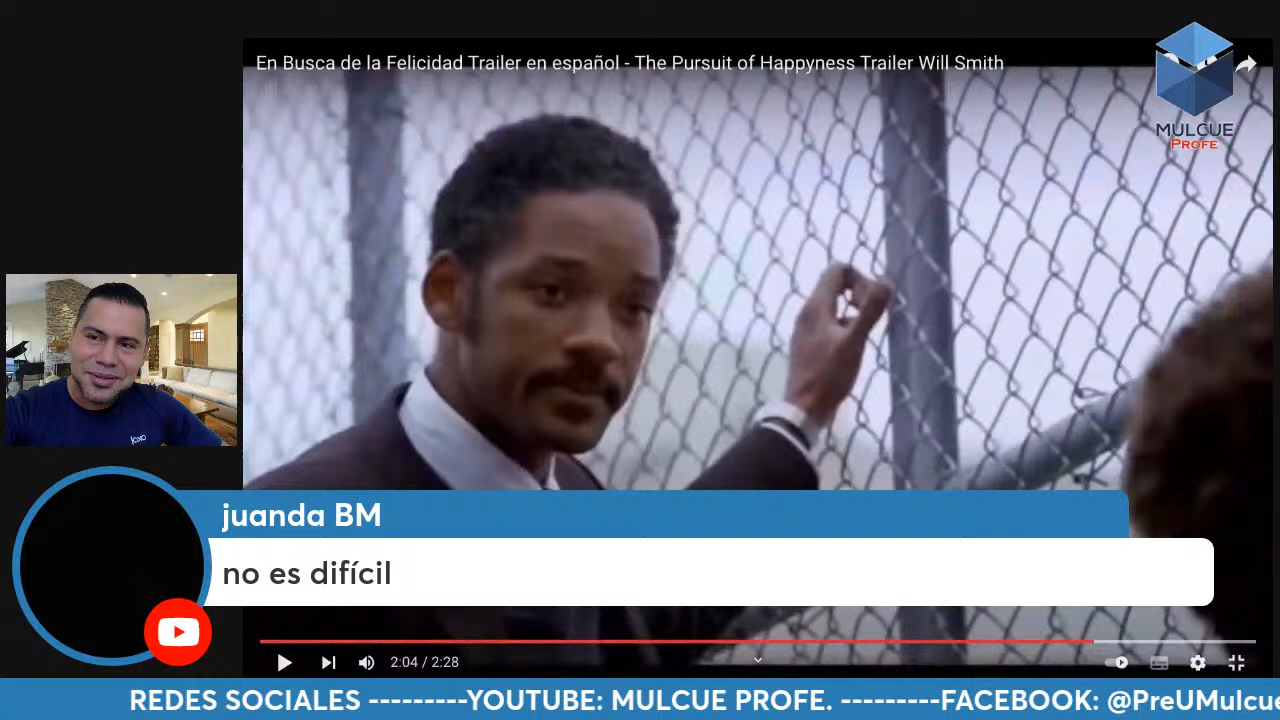 En Busca de la Felicidad Trailer en español - The Pursuit of Happyness Trailer Will Smith
MULCUE
PROFE
juanda BM
no es difícil
2:04 / 2:28
REDES SOCIALES ---------YOUTUBE: MULCUE PROFE. ---------FACEBOOK: @PreUMulcue